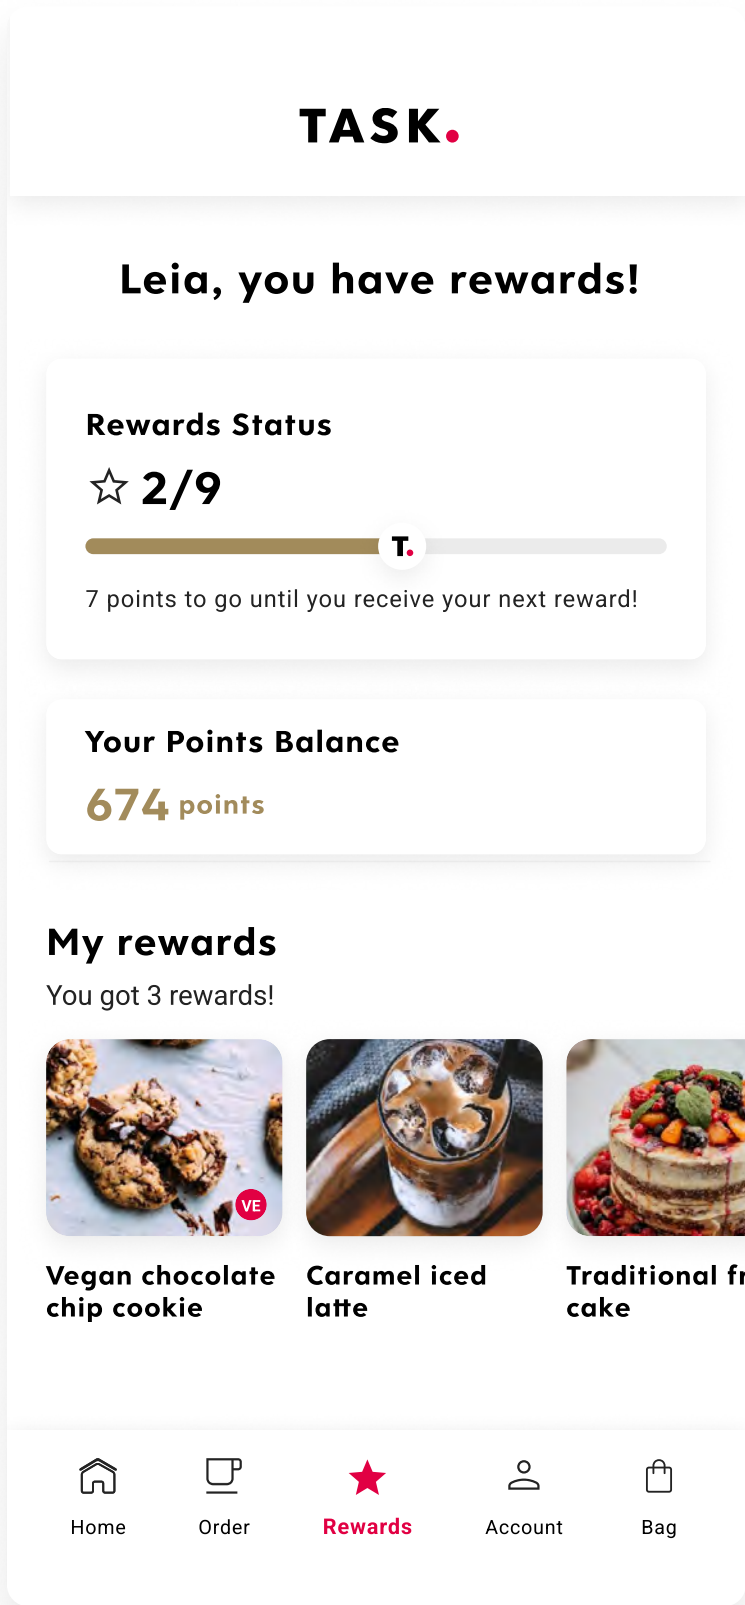 TASK.
Leia, you have rewards!
Rewards Status
2/9
T.
7 points to go until you receive your next reward!
Your Points Balance
674 points
My rewards
You got 3 rewards!
VE
Vegan chocolate
chip cookie
Caramel iced
latte
Traditional fr
cake
Home
Order
Rewards
Account
Bag